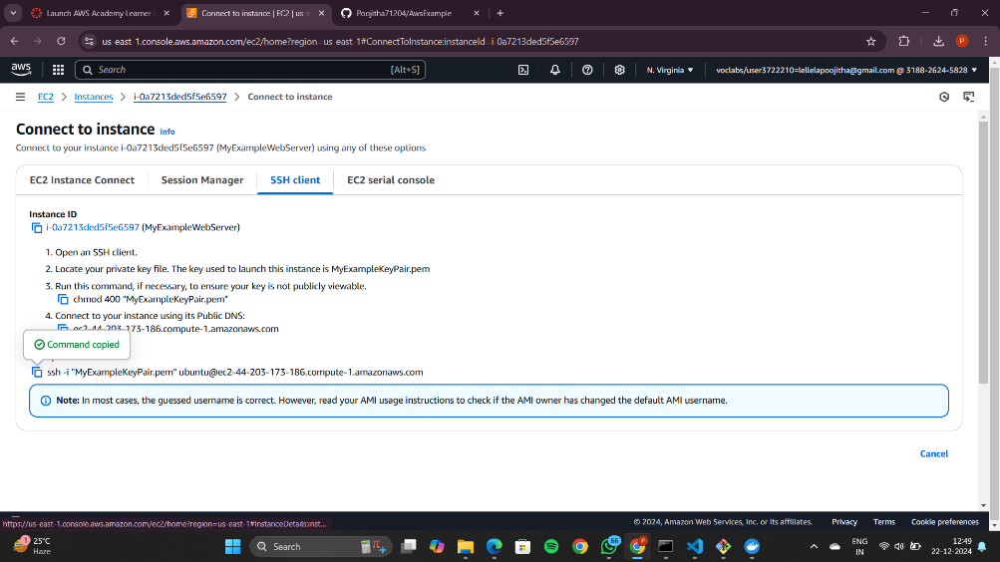 Launch AWS Academy Learner
Connect to instance | EC2 | us-e
Poojitha71204/AwsExample
us-east-1.console.aws.amazon.com/ec2/home?region=us-east-1#ConnectToInstance:instanceId=i-0a7213ded5f5e6597
P
aws
Search
[Alt+S]
N. Virginia
voclabs/user3722210=lellelapoojitha@gmail.com @ 3188-2624-5828
EC2
Instances
i-0a7213ded5f5e6597
Connect to instance
Connect to instance Info
Connect to your instance i-0a7213ded5f5e6597 (MyExampleWebServer) using any of these options
EC2 Instance Connect
Session Manager
SSH client
EC2 serial console
Instance ID
i-0a7213ded5f5e6597 (MyExampleWebServer)
1. Open an SSH client.
2. Locate your private key file. The key used to launch this instance is MyExampleKeyPair.pem
3. Run this command, if necessary, to ensure your key is not publicly viewable.
chmod 400 "MyExampleKeyPair.pem"
4. Connect to your instance using its Public DNS:
ec2-44-203-173-186.compute-1.amazonaws.com
Command copied
ssh -i "MyExampleKeyPair.pem" ubuntu@ec2-44-203-173-186.compute-1.amazonaws.com
Note: In most cases, the guessed username is correct. However, read your AMI usage instructions to check if the AMI owner has changed the default AMI username.
Cancel
https://us-east-1.console.aws.amazon.com/ec2/home?region=us-east-1#InstanceDetails:inst...
© 2024, Amazon Web Services, Inc. or its affiliates.
Privacy
Terms
Cookie preferences
1
25°C
Haze
Search
66
ENG
IN
12:49
22-12-2024